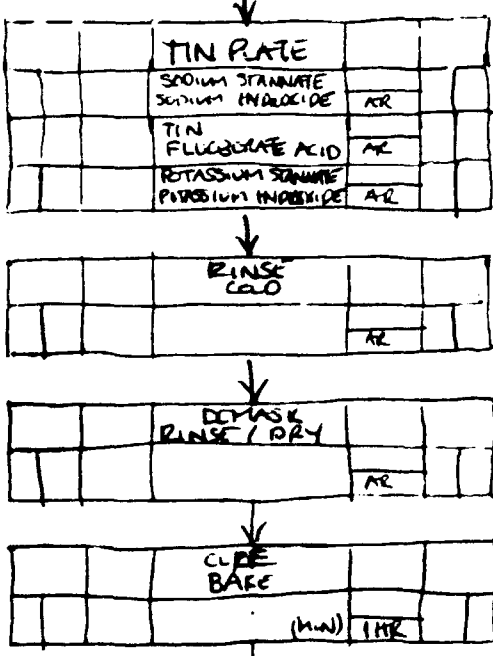 TIN PLATE
SODIUM STANNATE
SODIUM HYDROXIDE AR
TIN
FLUOBORATE ACID AR
POTASSIUM STANNATE
POTASSIUM HYDROXIDE AR
RINSE
COLD
AR
DEMASK
RINSE / DRY
AR
CURE
BAKE
(MIN) 1 HR